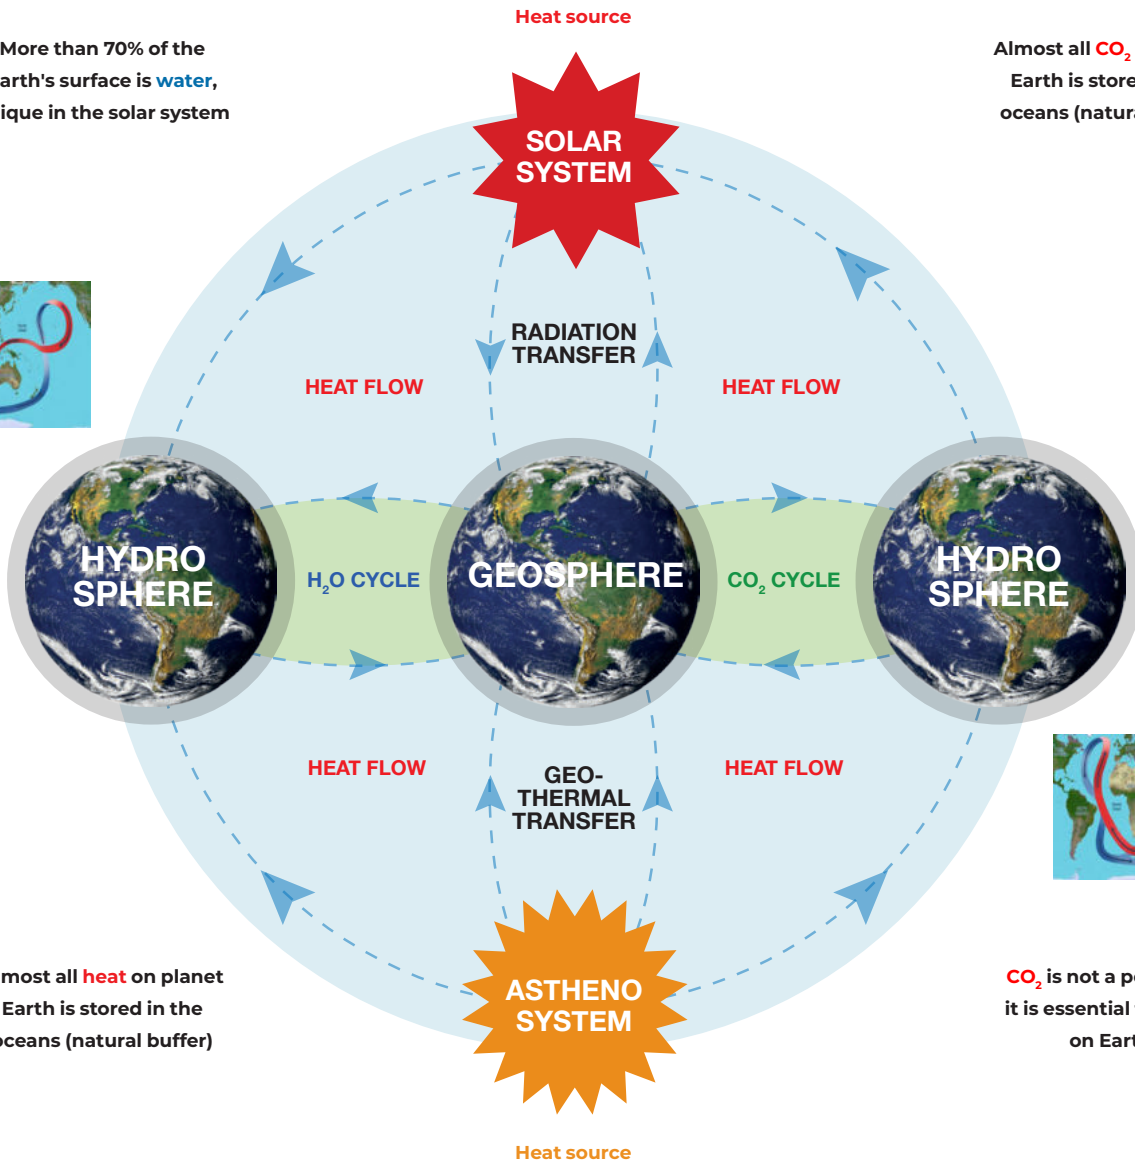 Heat source
More than 70% of the
arth's surface is water,
ique in the solar system
Almost all CO₂
Earth is store
oceans (natura
SOLAR
SYSTEM
RADIATION
TRANSFER
HEAT FLOW
HEAT FLOW
HYDRO
SPHERE
H₂O CYCLE
GEOSPHERE
CO₂ CYCLE
HYDRO
SPHERE
HEAT FLOW
HEAT FLOW
GEO-
THERMAL
TRANSFER
most all heat on planet
Earth is stored in the
oceans (natural buffer)
ASTHENO
SYSTEM
CO₂ is not a po
it is essential
on Eart
Heat source